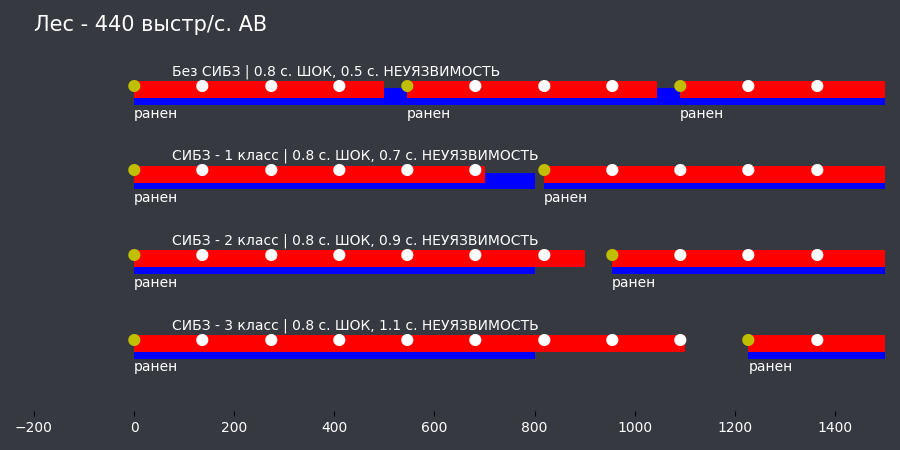 Лес - 440 выстр/с. АВ
Без СИБЗ | 0.8 с. ШОК, 0.5 с. НЕУЯЗВИМОСТЬ
ранен ранен ранен
СИБЗ - 1 класс | 0.8 с. ШОК, 0.7 с. НЕУЯЗВИМОСТЬ
ранен ранен
СИБЗ - 2 класс | 0.8 с. ШОК, 0.9 с. НЕУЯЗВИМОСТЬ
ранен ранен
СИБЗ - 3 класс | 0.8 с. ШОК, 1.1 с. НЕУЯЗВИМОСТЬ
ранен ранен
−200 0 200 400 600 800 1000 1200 1400